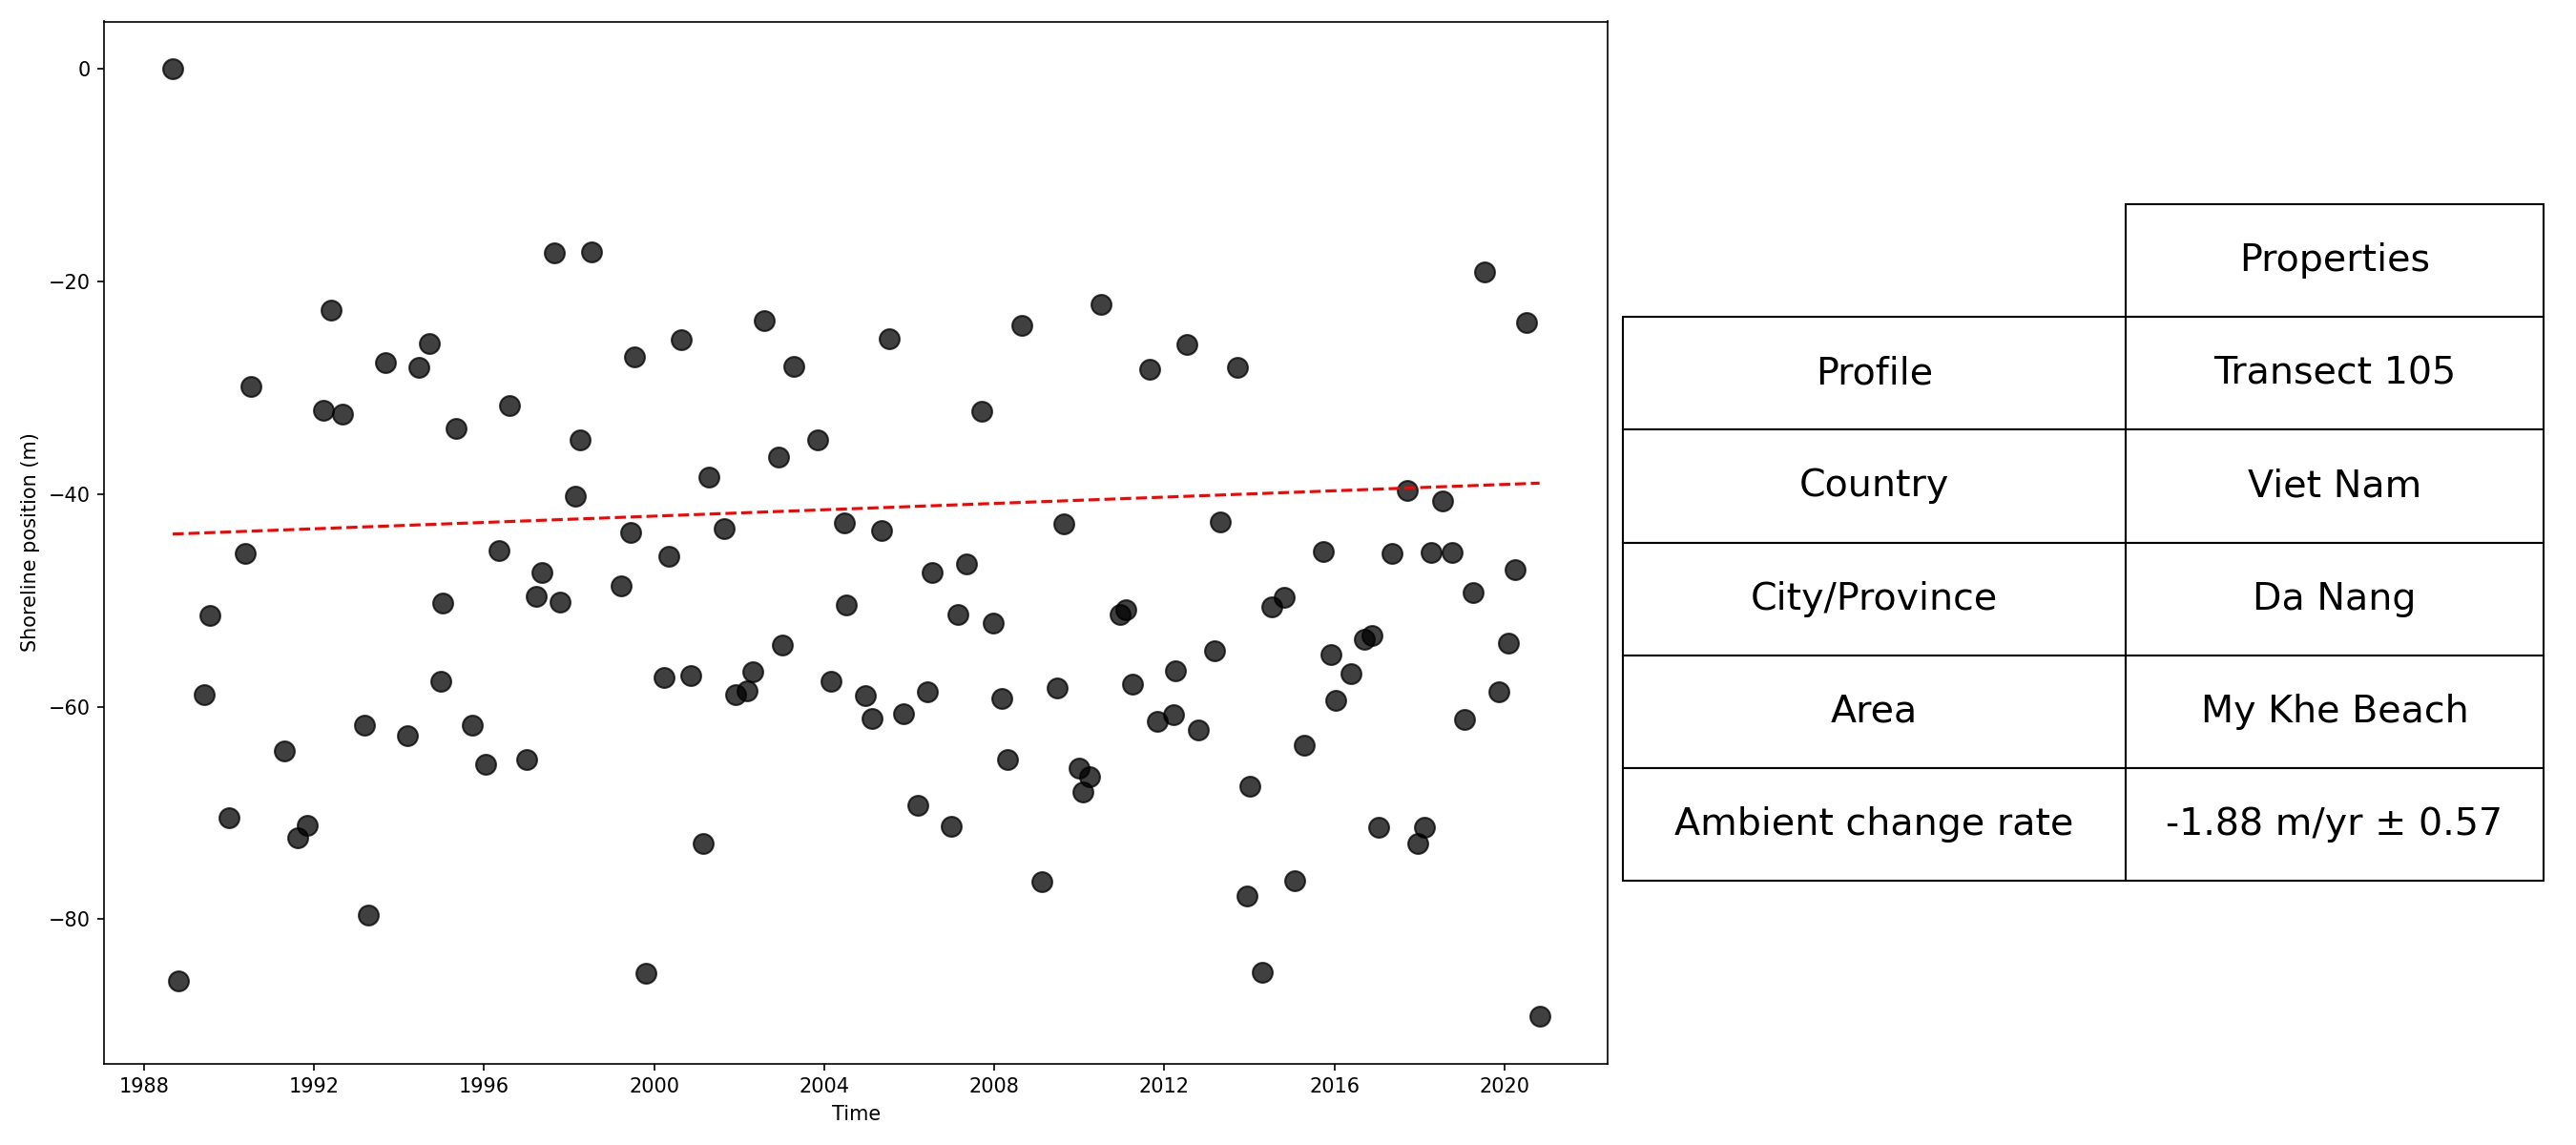 0
−20
−40
−60
−80
Shoreline position (m)
1988 1992 1996 2000 2004 2008 2012 2016 2020
Time
Properties
Profile Transect 105
Country Viet Nam
City/Province Da Nang
Area My Khe Beach
Ambient change rate -1.88 m/yr ± 0.57